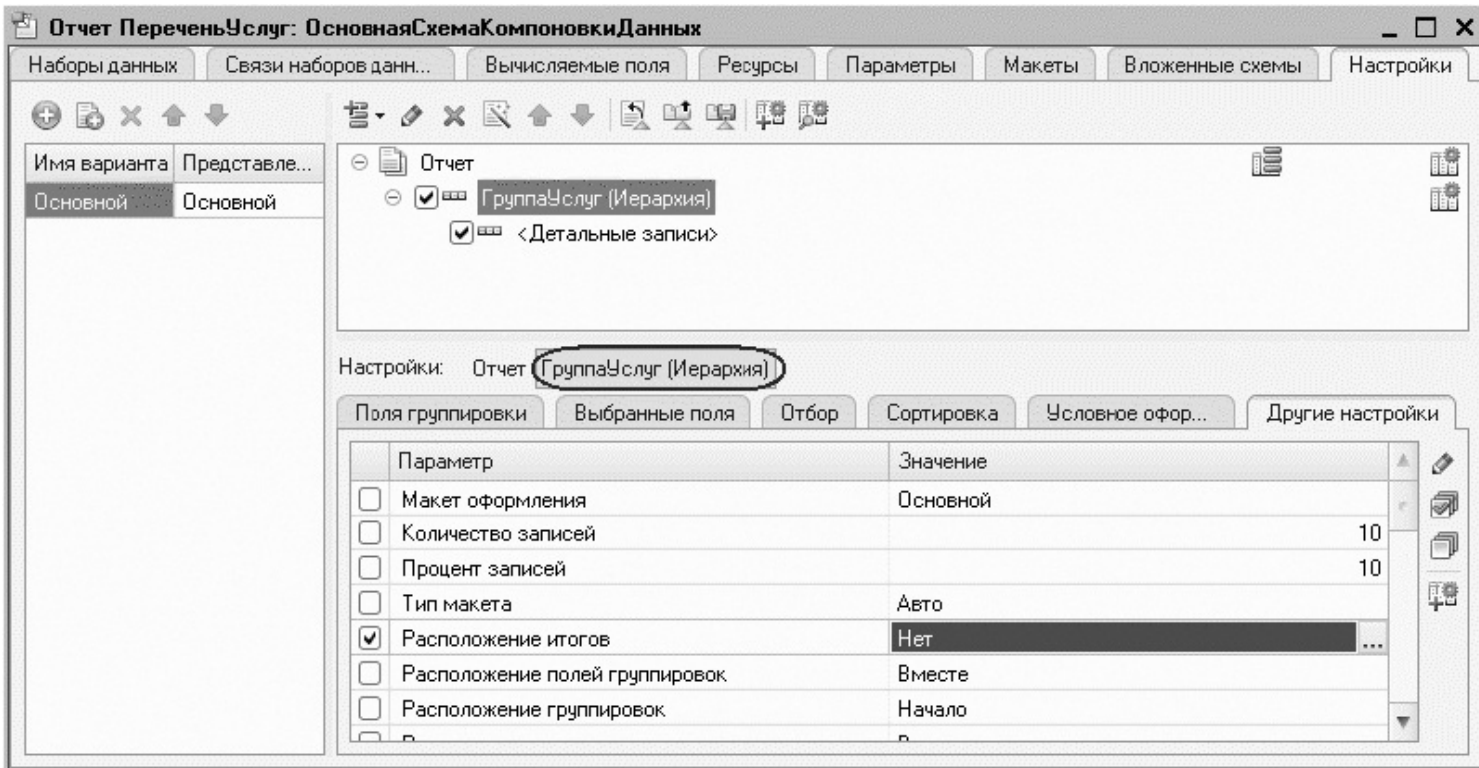 Отчет ПереченьУслуг: ОсновнаяСхемаКомпоновкиДанных
Наборы данных Связи наборов данн... Вычисляемые поля Ресурсы Параметры Макеты Вложенные схемы Настройки
Имя варианта Представле...
Основной Основной
Отчет
ГруппаУслуг (Иерархия)
<Детальные записи>
Настройки: Отчет ГруппаУслуг (Иерархия)
Поля группировки Выбранные поля Отбор Сортировка Условное офор... Другие настройки
Параметр Значение
Макет оформления Основной
Количество записей 10
Процент записей 10
Тип макета Авто
Расположение итогов Нет ...
Расположение полей группировок Вместе
Расположение группировок Начало